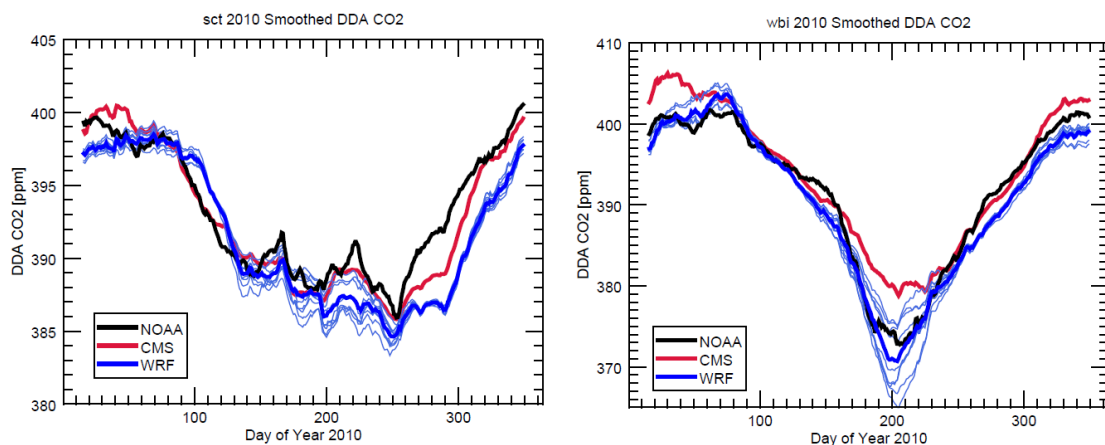 sct 2010 Smoothed DDA CO2
405
400
395
390
385
380
DDA CO2 [ppm]
NOAA
CMS
WRF
100
200
300
Day of Year 2010
wbi 2010 Smoothed DDA CO2
410
400
390
380
370
DDA CO2 [ppm]
NOAA
CMS
WRF
100
200
300
Day of Year 2010